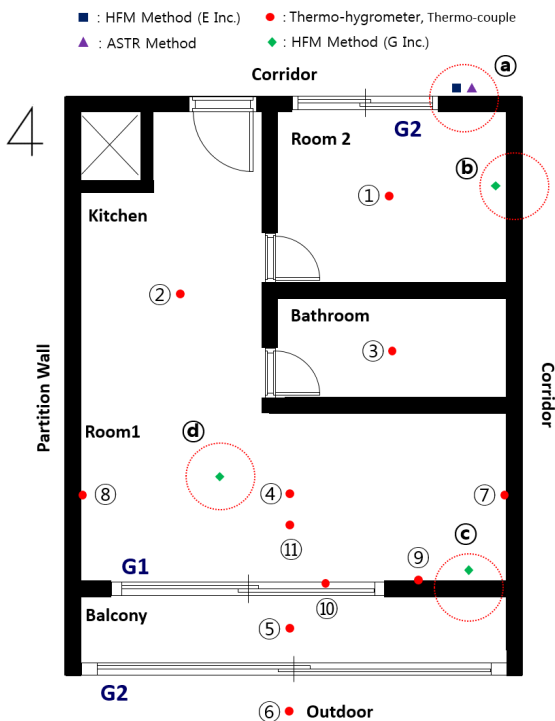 ■ : HFM Method (E Inc.) ● : Thermo-hygrometer, Thermo-couple
▲ : ASTR Method ◆ : HFM Method (G Inc.)
Corridor
ⓐ
G2
Room 2
ⓑ
①
Kitchen
②
Bathroom
③
Partition Wall
Corridor
Room1
ⓓ
④
⑧
⑦
⑪
ⓒ
⑨
G1
⑩
Balcony
⑤
G2
⑥
Outdoor